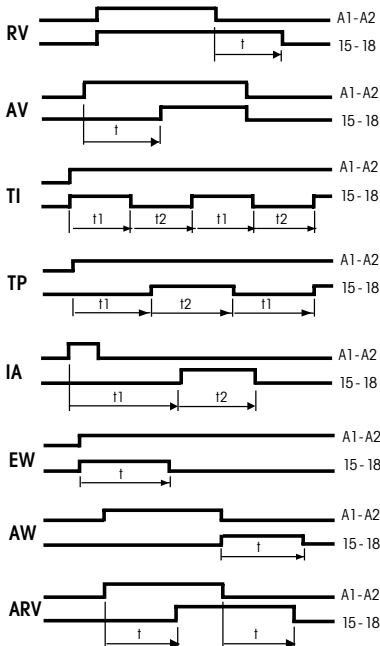 RV A1-A2
15-18
t
AV A1-A2
15-18
t
TI A1-A2
15-18
t1 t2 t1 t2
TP A1-A2
15-18
t1 t2 t1
IA A1-A2
15-18
t1 t2
EW A1-A2
15-18
t
AW A1-A2
15-18
t
ARV A1-A2
15-18
t t